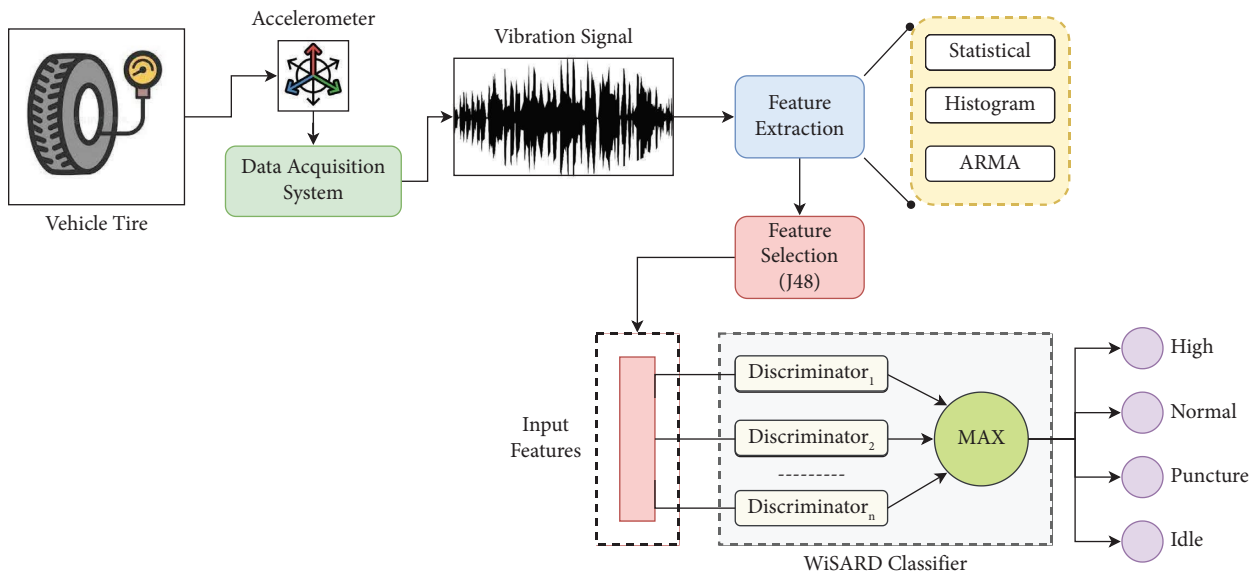 Accelerometer
Vehicle Tire
Data Acquisition
System
Vibration Signal
Feature
Extraction
Statistical
Histogram
ARMA
Feature
Selection
(J48)
Input
Features
Discriminator₁
Discriminator₂
---------
Discriminatorₙ
MAX
WiSARD Classifier
High
Normal
Puncture
Idle